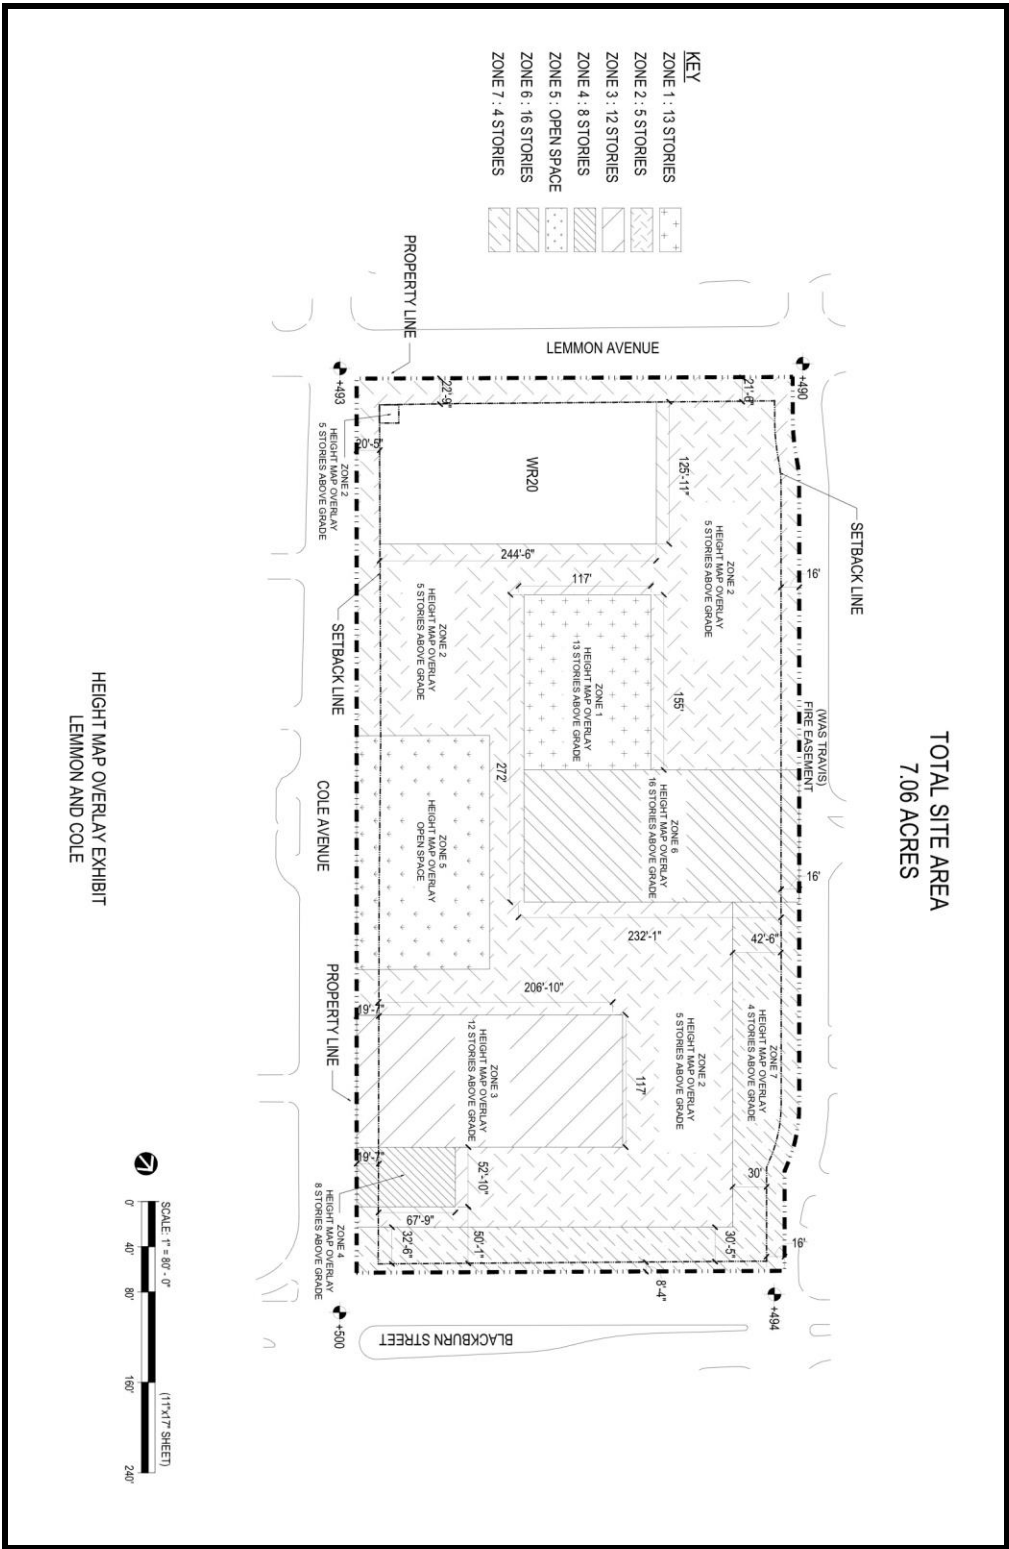 TOTAL SITE AREA
7.06 ACRES
KEY
ZONE 1 : 13 STORIES
ZONE 2 : 5 STORIES
ZONE 3 : 12 STORIES
ZONE 4 : 8 STORIES
ZONE 5 : OPEN SPACE
ZONE 6 : 16 STORIES
ZONE 7 : 4 STORIES
SETBACK LINE
(WAS TRAVIS)
FIRE EASEMENT
+490
16'
16'
16'
+494
LEMMON AVENUE
21'-6"
22'-9"
125'-11"
ZONE 2
HEIGHT MAP OVERLAY
5 STORIES ABOVE GRADE
WR20
244'-6"
117'
155'
ZONE 1
HEIGHT MAP OVERLAY
13 STORIES ABOVE GRADE
ZONE 6
HEIGHT MAP OVERLAY
16 STORIES ABOVE GRADE
272'
232'-1"
42'-6"
ZONE 7
HEIGHT MAP OVERLAY
4 STORIES ABOVE GRADE
30'
ZONE 2
HEIGHT MAP OVERLAY
5 STORIES ABOVE GRADE
206'-10"
117'
ZONE 3
HEIGHT MAP OVERLAY
12 STORIES ABOVE GRADE
52'-10"
67'-9"
32'-6"
50'-1"
30'-5"
8'-4"
BLACKBURN STREET
ZONE 2
HEIGHT MAP OVERLAY
5 STORIES ABOVE GRADE
ZONE 5
HEIGHT MAP OVERLAY
OPEN SPACE
20'-5"
19'-7"
19'-7"
PROPERTY LINE
+493
ZONE 2
HEIGHT MAP OVERLAY
5 STORIES ABOVE GRADE
SETBACK LINE
COLE AVENUE
PROPERTY LINE
ZONE 4
HEIGHT MAP OVERLAY
8 STORIES ABOVE GRADE
+500
SCALE: 1" = 80' - 0"
(11"x17" SHEET)
0' 40' 80' 160' 240'
HEIGHT MAP OVERLAY EXHIBIT
LEMMON AND COLE